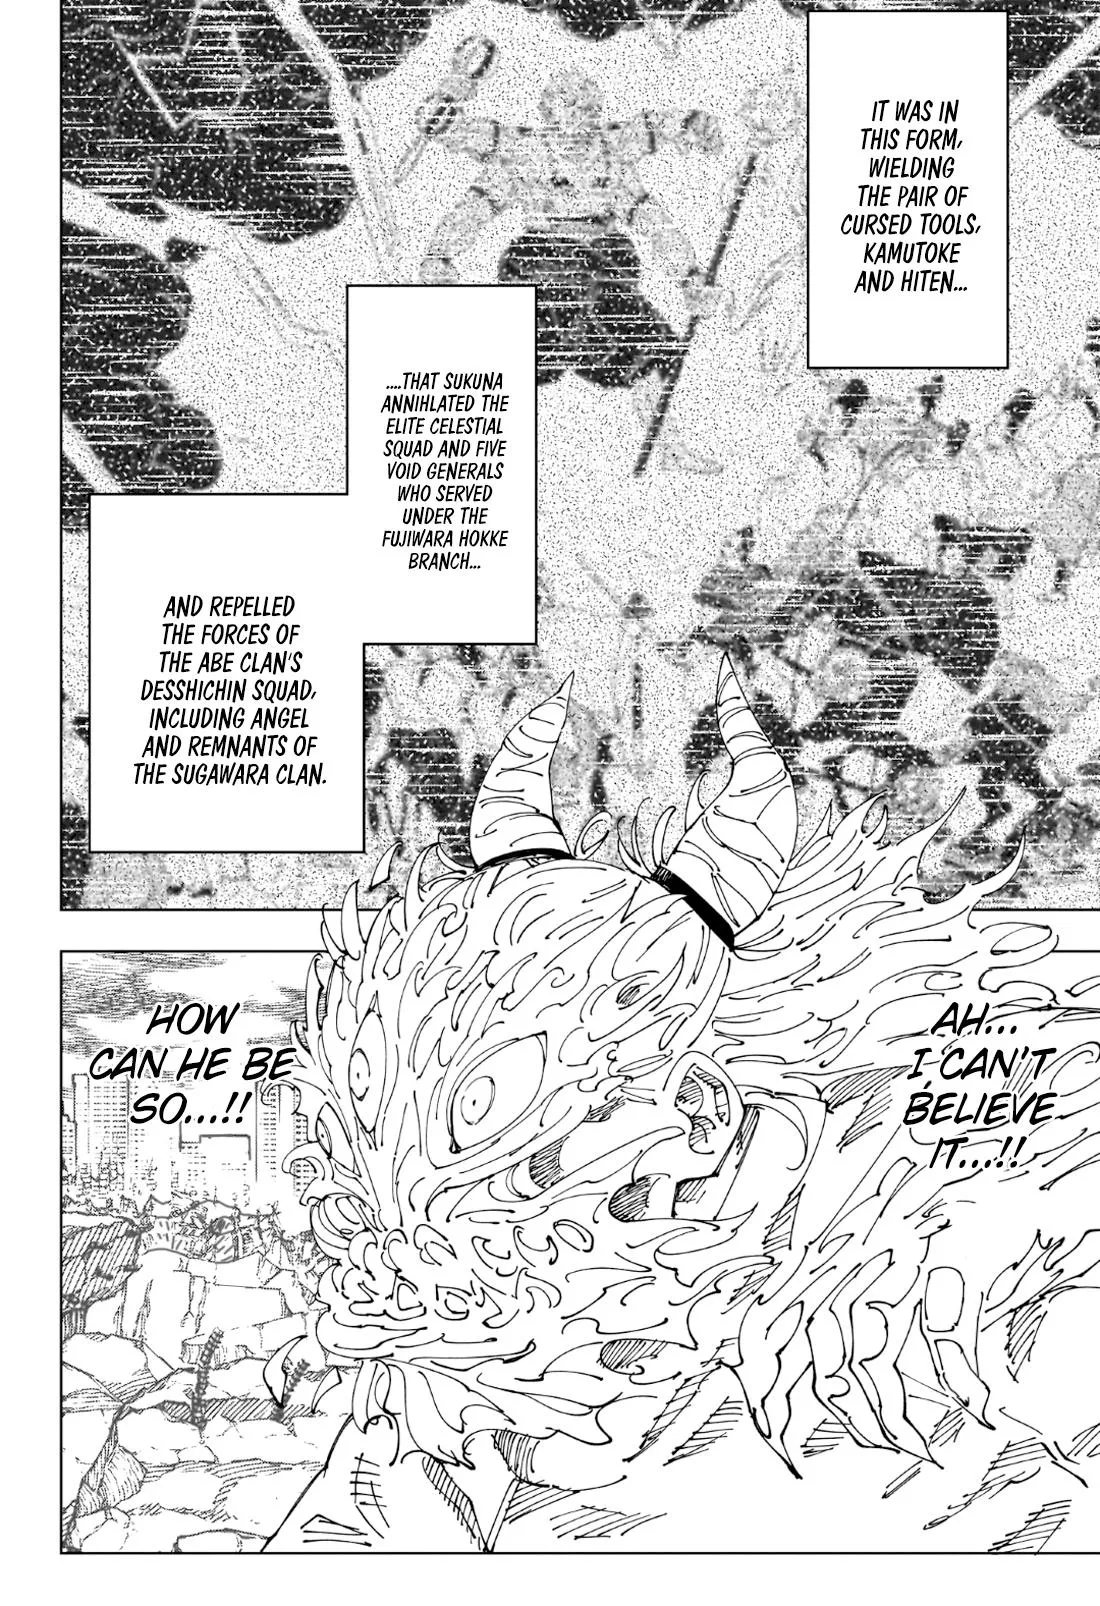 IT WAS IN
THIS FORM,
WIELDING
THE PAIR OF
CURSED TOOLS,
KAMUTOKE
AND HITEN...
....THAT SUKUNA
ANNIHLATED THE
ELITE CELESTIAL
SQUAD AND FIVE
VOID GENERALS
WHO SERVED
UNDER THE
FUJIWARA HOKKE
BRANCH...
AND REPELLED
THE FORCES OF
THE ABE CLAN'S
DESSHICHIN SQUAD,
INCLUDING ANGEL
AND REMNANTS OF
THE SUGAWARA CLAN.
AH...
I CAN'T
BELIEVE
IT...!!
HOW
CAN HE BE
SO...!!